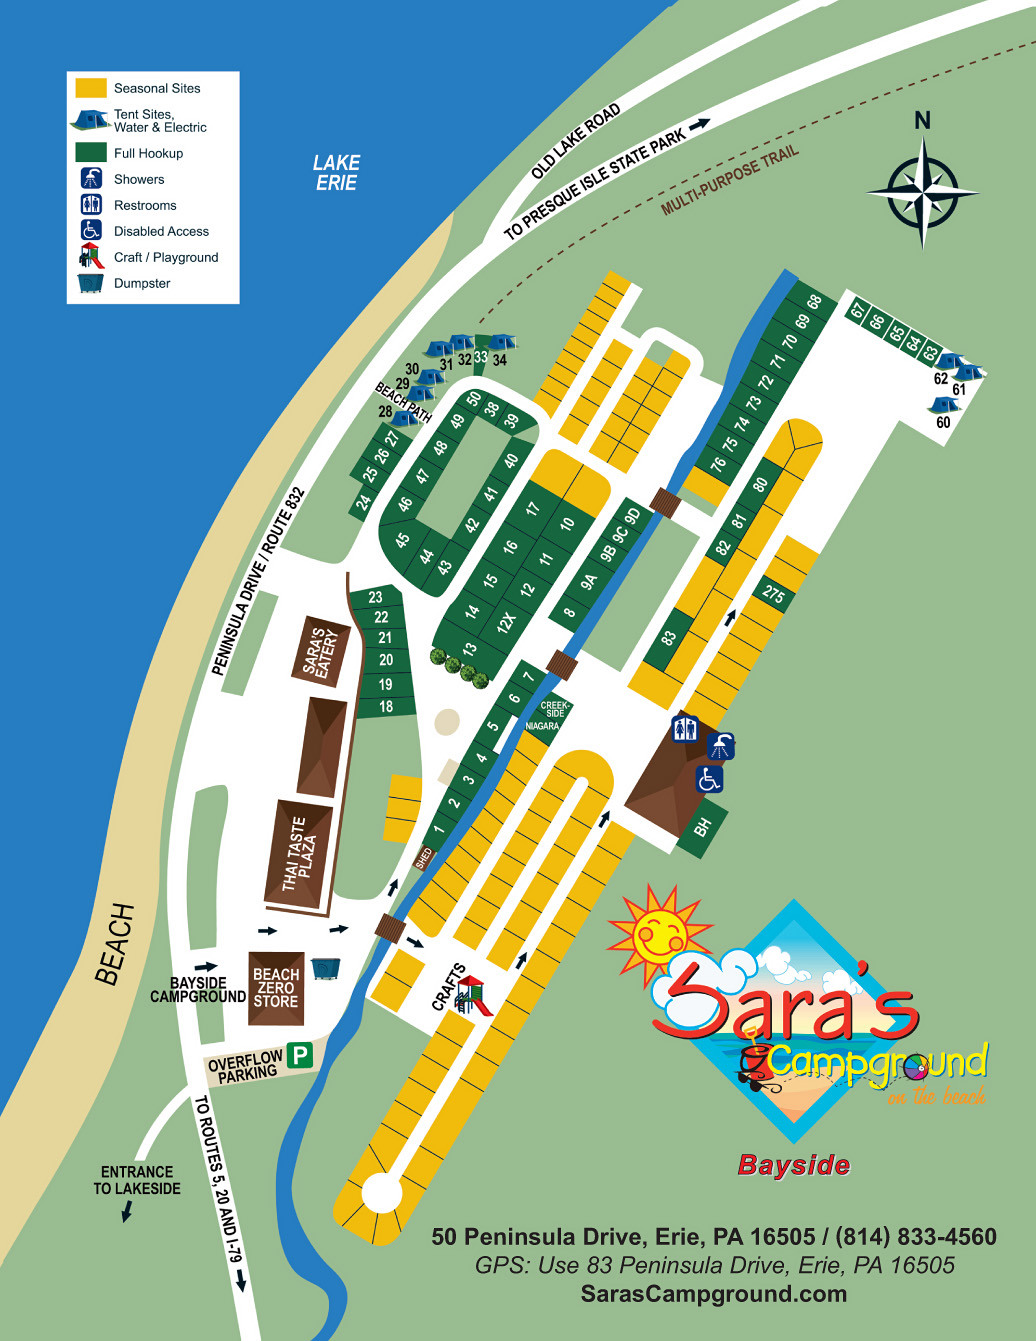 Seasonal Sites
Tent Sites,
Water & Electric
Full Hookup
Showers
Restrooms
Disabled Access
Craft / Playground
Dumpster
LAKE
ERIE
OLD LAKE ROAD
TO PRESQUE ISLE STATE PARK
MULTI-PURPOSE TRAIL
N
68
69
70
71
72
73
74
75
76
67
66
65
64
63
62
61
60
34
33
32
31
30
29
BEACH PATH
28
27
26
25
24
50
38
39
49
48
47
46
45
44
43
42
41
40
17
10
16
11
15
12
14
12X
13
9D
9C
9B
9A
8
80
81
82
83
275
PENINSULA DRIVE / ROUTE 832
23
22
21
20
19
18
SARA'S
EATERY
7
6
5
4
3
2
1
CREEK-
SIDE
NIAGARA
SHED
BH
THAI TASTE
PLAZA
BEACH
BAYSIDE
CAMPGROUND
BEACH
ZERO
STORE
CRAFTS
OVERFLOW
PARKING
P
TO ROUTES 5, 20 AND I-79
ENTRANCE
TO LAKESIDE
Sara's
Campground
on the beach
Bayside
50 Peninsula Drive, Erie, PA 16505 / (814) 833-4560
GPS: Use 83 Peninsula Drive, Erie, PA 16505
SarasCampground.com